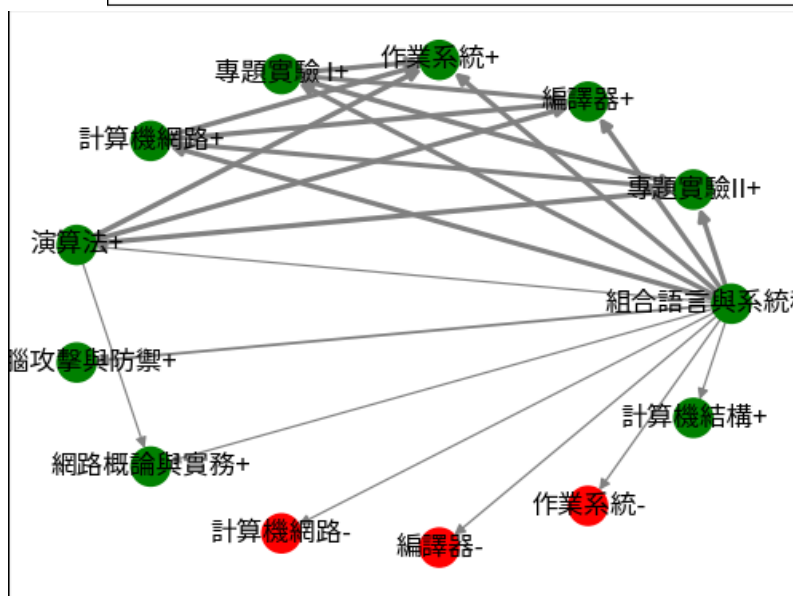 作業系統+
專題實驗 I+
編譯器+
計算機網路+
專題實驗II+
演算法+
組合語言與系統
腦攻擊與防禦+
計算機結構+
網路概論與實務+
作業系統-
計算機網路-
編譯器-